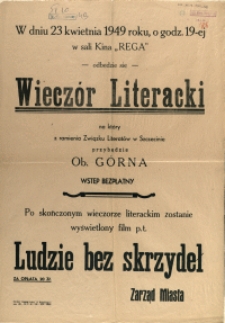 W dniu 23 kwietnia 1949 roku, o godz. 19-ej
w sali Kina „REGA"
— odbędzie się —
Wieczór Literacki
na który
z ramienia Związku Literatów w Szczecinie
przybędzie
Ob. GÓRNA
WSTĘP BEZPŁATNY
Po skończonym wieczorze literackim zostanie
wyświetlony film p.t.
Ludzie bez skrzydeł
ZA OPŁATĄ
Zarząd Miasta